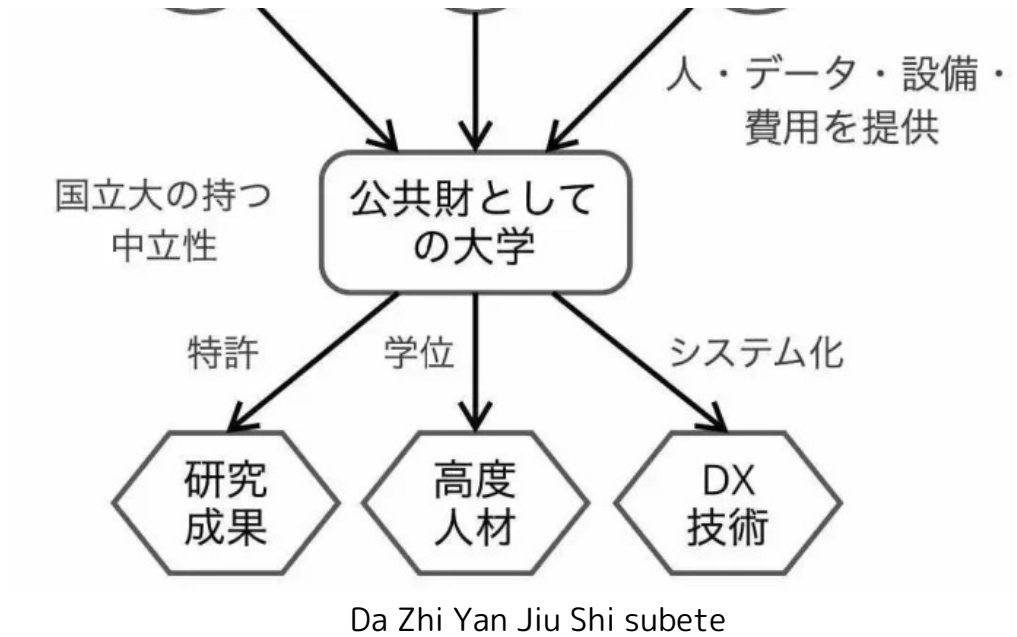 人・データ・設備・
費用を提供
国立大の持つ
中立性
公共財として
の大学
特許
学位
システム化
研究
成果
高度
人材
DX
技術
Da Zhi Yan Jiu Shi subete